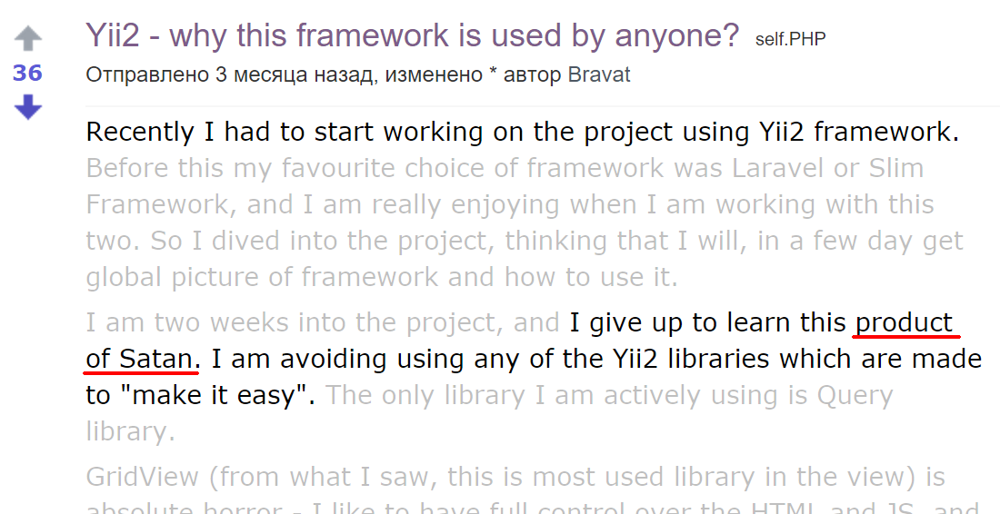 Yii2 - why this framework is used by anyone? self.PHP
36
Отправлено 3 месяца назад, изменено * автор Bravat
Recently I had to start working on the project using Yii2 framework.
Before this my favourite choice of framework was Laravel or Slim
Framework, and I am really enjoying when I am working with this
two. So I dived into the project, thinking that I will, in a few day get
global picture of framework and how to use it.
I am two weeks into the project, and I give up to learn this product
of Satan. I am avoiding using any of the Yii2 libraries which are made
to "make it easy". The only library I am actively using is Query
library.
GridView (from what I saw, this is most used library in the view) is
absolute horror - I like to have full control over the HTML and JS, and